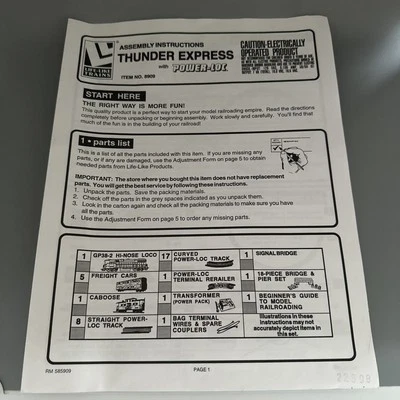 LIFE-LIKE
TRAINS
ASSEMBLY INSTRUCTIONS
THUNDER EXPRESS
with POWER-LOC
ITEM NO. 8909
CAUTION-ELECTRICALLY
OPERATED PRODUCT
START HERE
THE RIGHT WAY IS MORE FUN!
This quality product is a perfect way to start your model railroading empire. Read the directions
completely before unpacking or beginning assembly. Work slowly and carefully. You'll find that
much of the fun is in the building of your railroad!
1 • parts list
This is a list of all the parts included with this item. If you are missing any
parts, or if any are damaged, use the Adjustment Form on page 5 to obtain
needed parts from Life-Like Products.
IMPORTANT: The store where you bought this item does not have replacement
parts. You will get the best service by following these instructions.
1. Unpack the parts. Save the packing materials.
2. Check off the parts in the grey spaces indicated as you unpack them.
3. Look in the carton again and check all the packing materials to make sure you have
all the parts.
4. Use the Adjustment Form on page 5 to order any missing parts.
1 GP38-2 HI-NOSE LOCO
17 CURVED
POWER-LOC TRACK
1 SIGNAL BRIDGE
5 FREIGHT CARS
1 POWER-LOC
TERMINAL RERAILER
1 18-PIECE BRIDGE &
PIER SET
1 CABOOSE
1 TRANSFORMER
(POWER PACK)
1 BEGINNER'S GUIDE
TO MODEL
RAILROADING
8 STRAIGHT POWER-
LOC TRACK
1 BAG TERMINAL
WIRES & SPARE
COUPLERS
Illustrations in these
instructions may not
accurately depict items in
this set.
RM 585909
PAGE 1